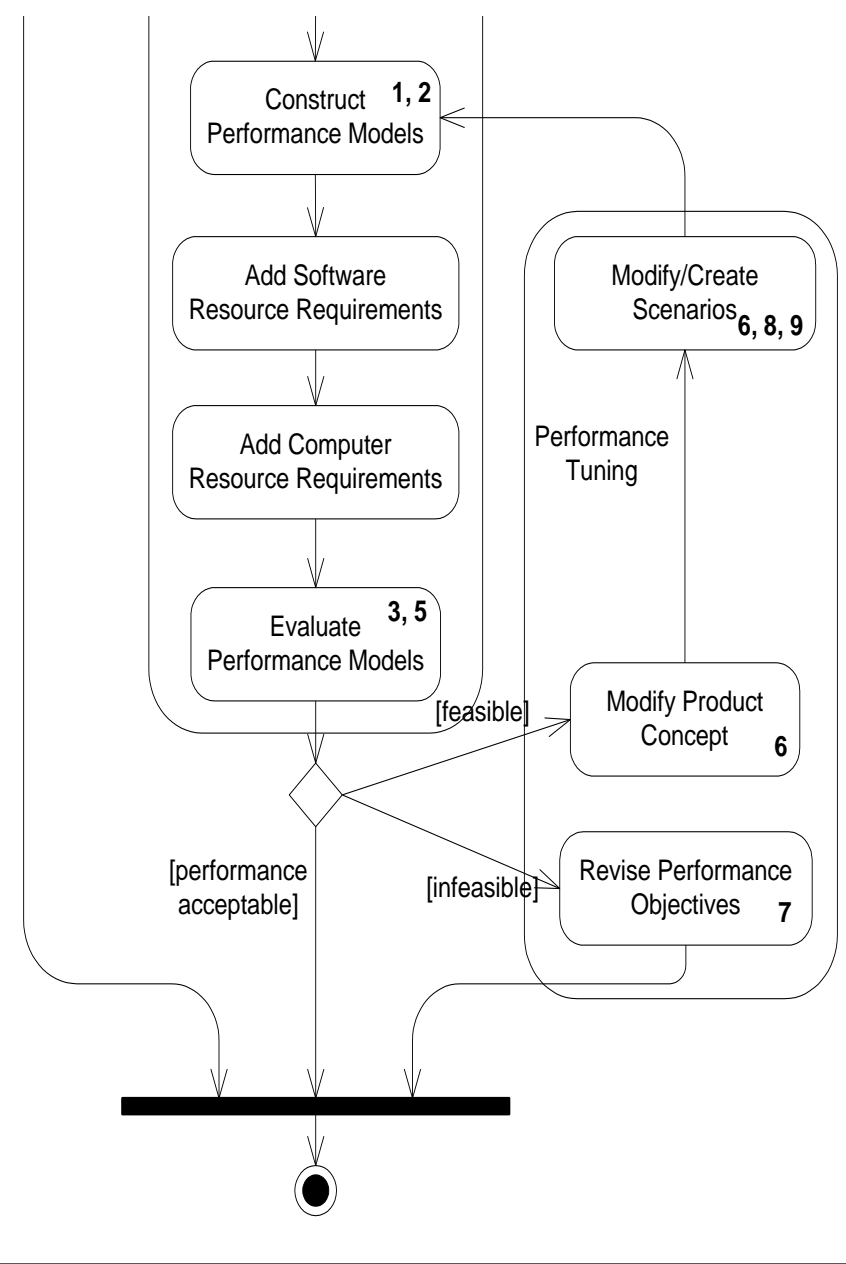 Construct 1, 2
Performance Models
Add Software
Resource Requirements
Modify/Create
Scenarios
6, 8, 9
Add Computer
Resource Requirements
Performance
Tuning
Evaluate 3, 5
Performance Models
[feasible]
Modify Product
Concept 6
[performance
acceptable]
[infeasible]
Revise Performance
Objectives 7